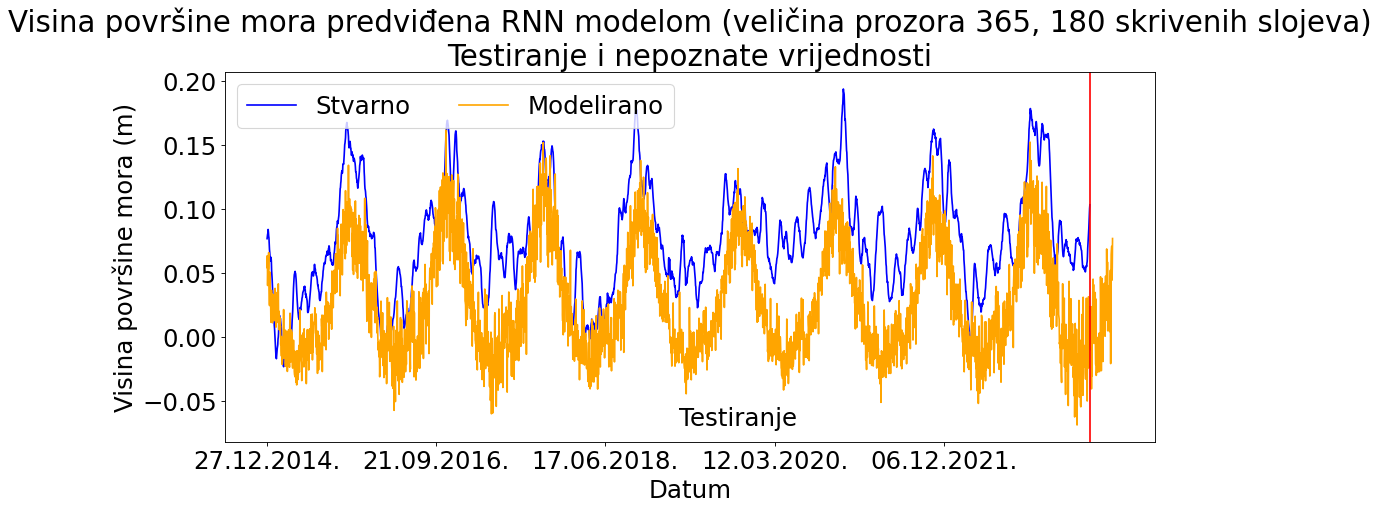 Visina površine mora predviđena RNN modelom (veličina prozora 365, 180 skrivenih slojeva)
Testiranje i nepoznate vrijednosti
Stvarno
Modelirano
Visina površine mora (m)
0.20
0.15
0.10
0.05
0.00
−0.05
Testiranje
27.12.2014.
21.09.2016.
17.06.2018.
12.03.2020.
06.12.2021.
Datum